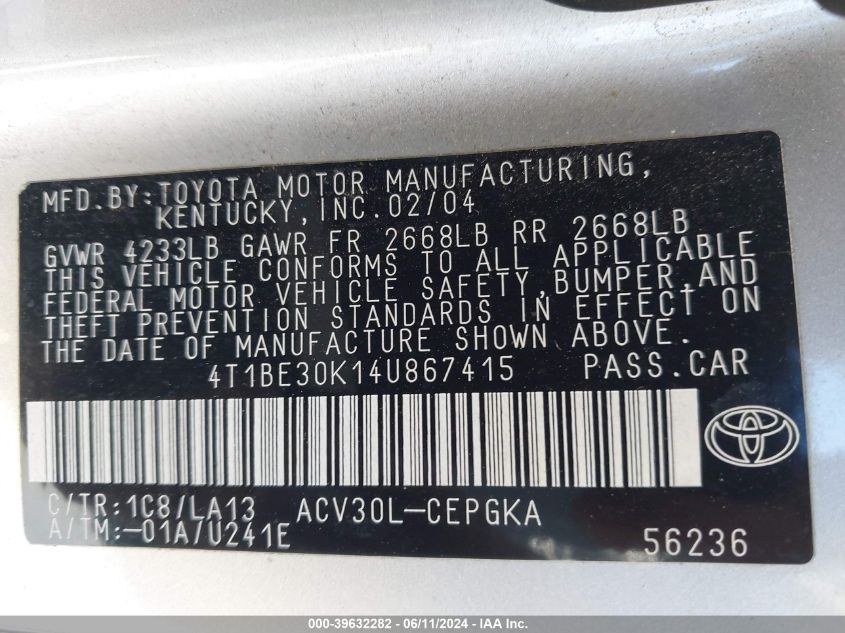 MFD.BY:TOYOTA MOTOR MANUFACTURING,
KENTUCKY,INC.02/04
GVWR 4233LB GAWR FR 2668LB RR 2668LB
THIS VEHICLE CONFORMS TO ALL APPLICABLE
FEDERAL MOTOR VEHICLE SAFETY,BUMPER,AND
THEFT PREVENTION STANDARDS IN EFFECT ON
THE DATE OF MANUFACTURE SHOWN ABOVE.
4T1BE30K14U867415 PASS.CAR
C/TR:1C8/LA13 ACV30L-CEPGKA
A/TM:-01A/U241E 56236
000-39632282 - 06/11/2024 - IAA Inc.